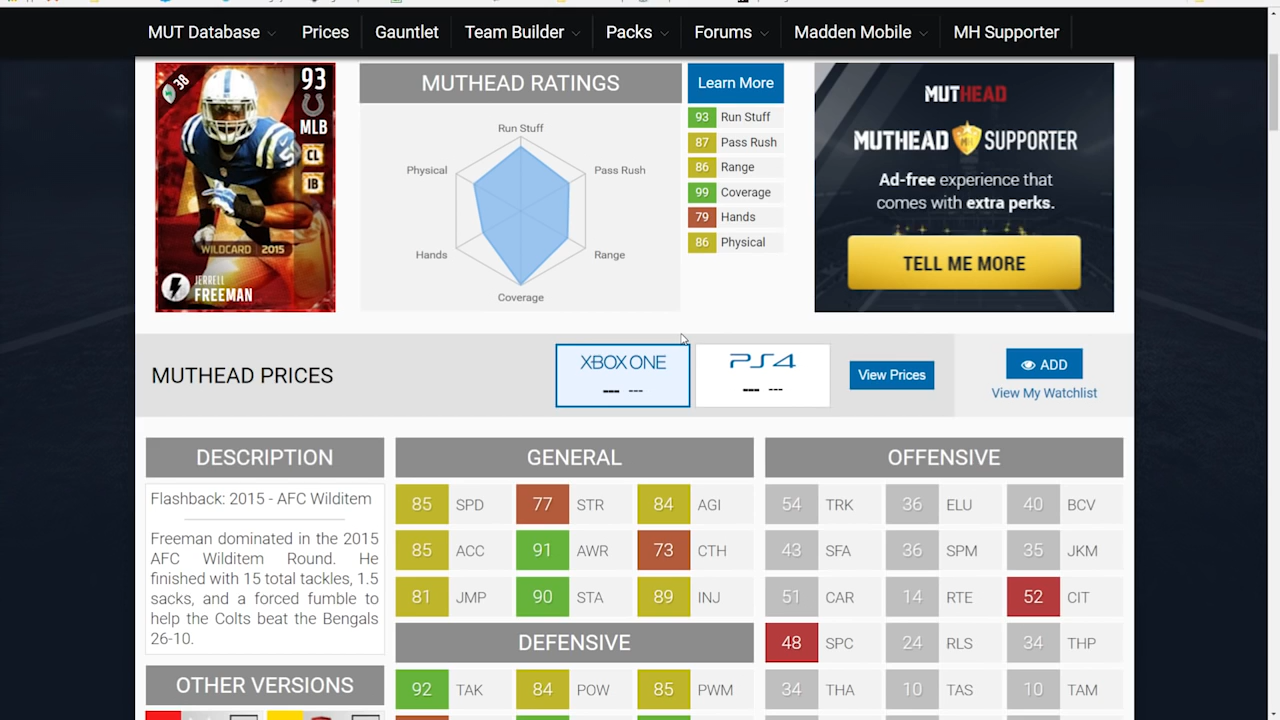 MUT Database Prices Gauntlet Team Builder Packs Forums Madden Mobile MH Supporter
38
93
MLB
CL
IB
WILDCARD 2015
JERRELL
FREEMAN
MUTHEAD RATINGS
Run Stuff
Physical Pass Rush
Hands Range
Coverage
Learn More
93 Run Stuff
87 Pass Rush
86 Range
99 Coverage
79 Hands
86 Physical
MUTHEAD
MUTHEAD SUPPORTER
Ad-free experience that
comes with extra perks.
TELL ME MORE
MUTHEAD PRICES
XBOX ONE
--- ---
PS4
--- ---
View Prices
ADD
View My Watchlist
DESCRIPTION
Flashback: 2015 - AFC Wilditem
Freeman dominated in the 2015
AFC Wilditem Round. He
finished with 15 total tackles, 1.5
sacks, and a forced fumble to
help the Colts beat the Bengals
26-10.
OTHER VERSIONS
GENERAL
85 SPD 77 STR 84 AGI
85 ACC 91 AWR 73 CTH
81 JMP 90 STA 89 INJ
DEFENSIVE
92 TAK 84 POW 85 PWM
OFFENSIVE
54 TRK 36 ELU 40 BCV
43 SFA 36 SPM 35 JKM
51 CAR 14 RTE 52 CIT
48 SPC 24 RLS 34 THP
34 THA 10 TAS 10 TAM